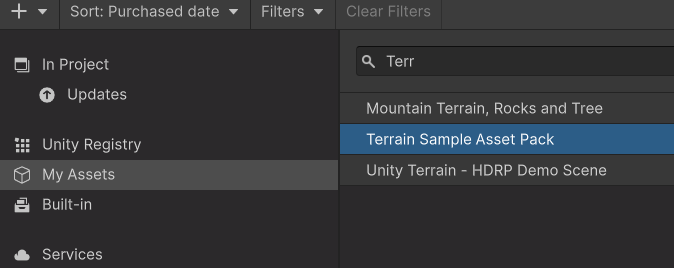 Sort: Purchased date Filters Clear Filters
In Project
Updates
Unity Registry
My Assets
Built-in
Services
Terr
Mountain Terrain, Rocks and Tree
Terrain Sample Asset Pack
Unity Terrain - HDRP Demo Scene